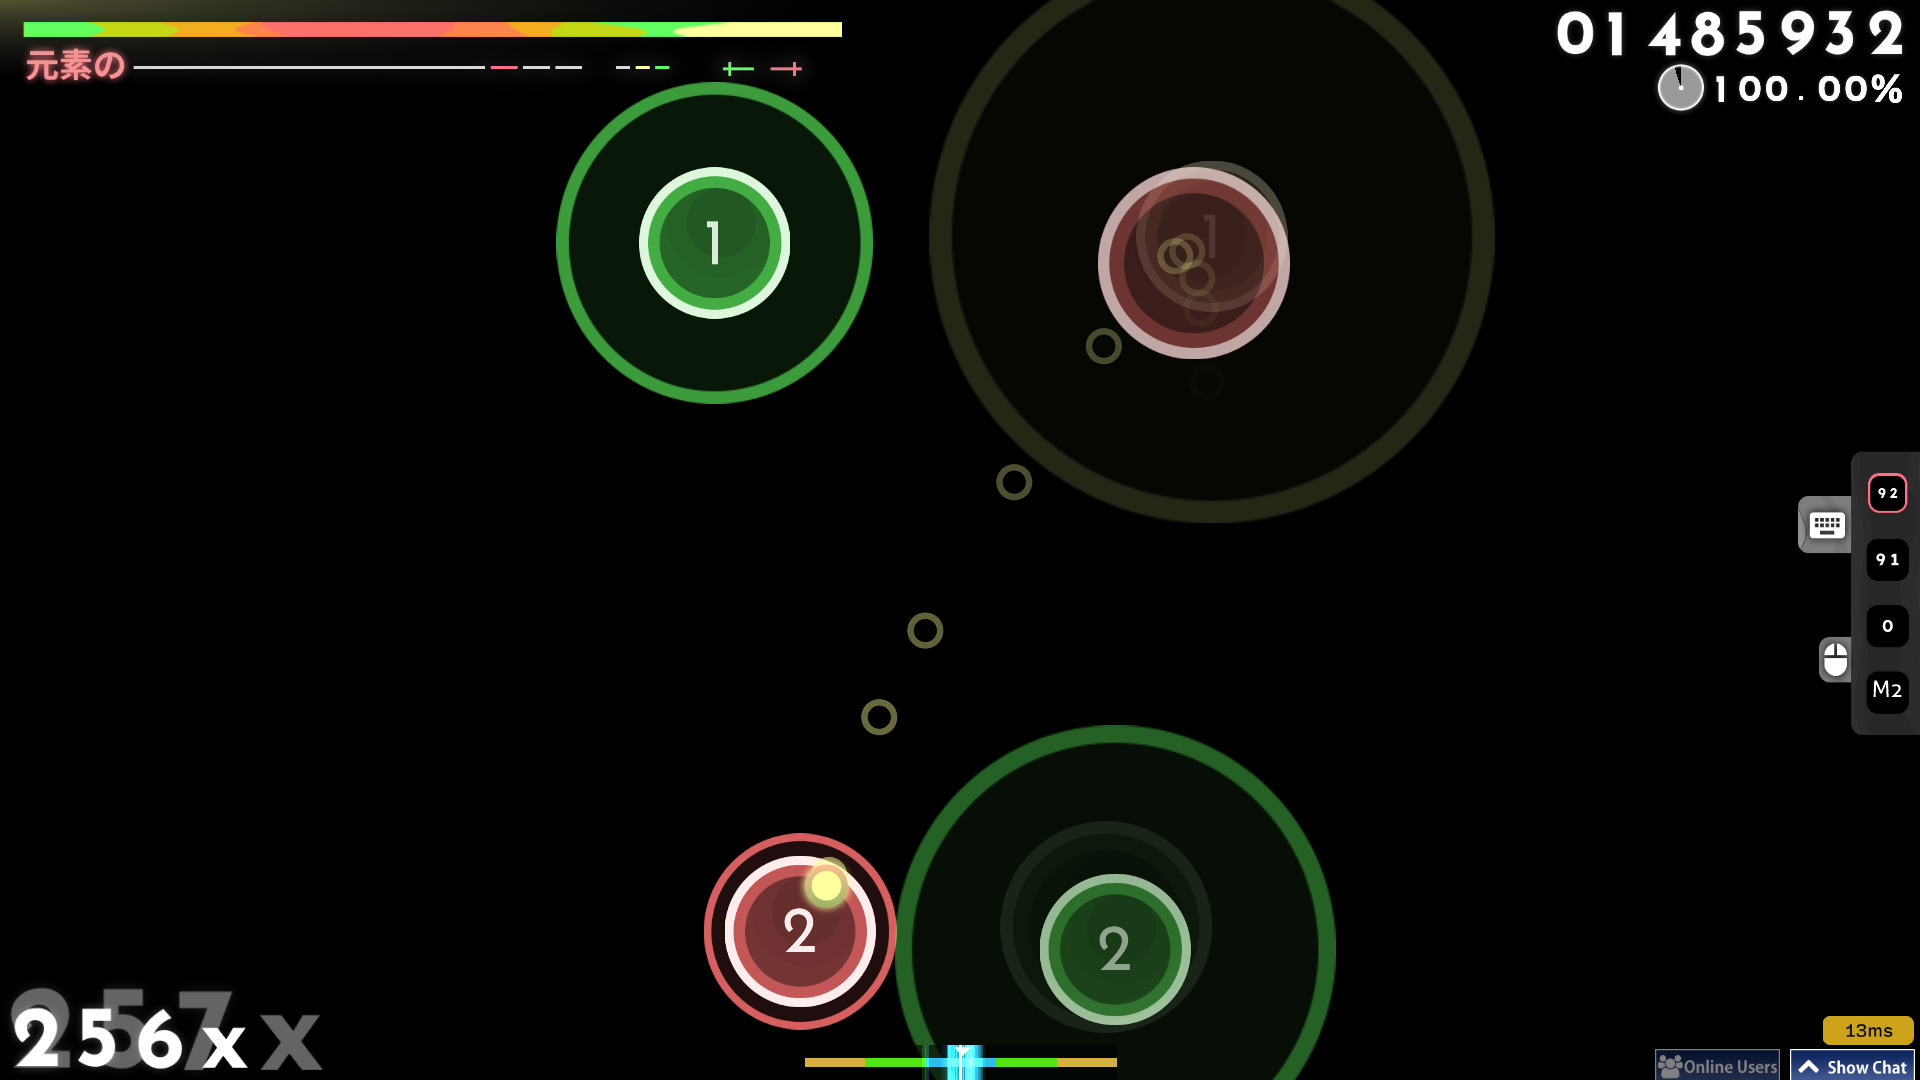 元素の
01485932
100.00%
1
1
92
91
0
M2
2
2
257x
256x
13ms
Online Users
Show Chat